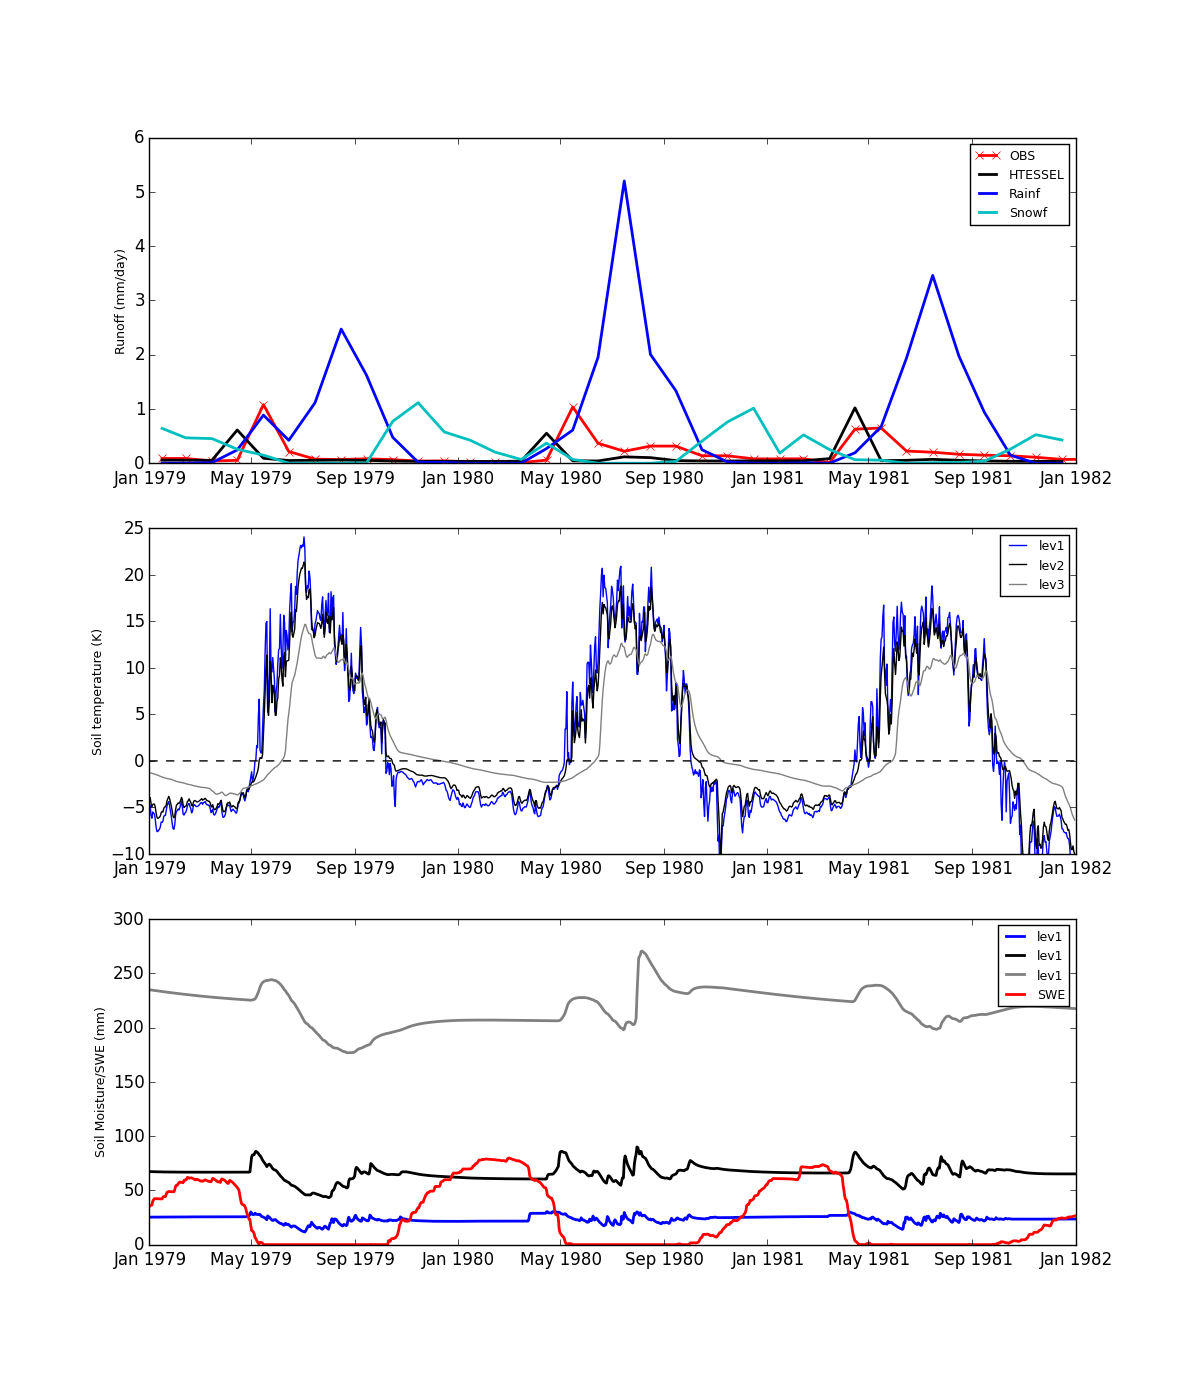 6
5
4
3
2
1
0
Runoff (mm/day)
OBS
HTESSEL
Rainf
Snowf
Jan 1979 May 1979 Sep 1979 Jan 1980 May 1980 Sep 1980 Jan 1981 May 1981 Sep 1981 Jan 1982
25
20
15
10
5
0
−5
−10
Soil temperature (K)
lev1
lev2
lev3
Jan 1979 May 1979 Sep 1979 Jan 1980 May 1980 Sep 1980 Jan 1981 May 1981 Sep 1981 Jan 1982
300
250
200
150
100
50
0
Soil Moisture/SWE (mm)
lev1
lev1
lev1
SWE
Jan 1979 May 1979 Sep 1979 Jan 1980 May 1980 Sep 1980 Jan 1981 May 1981 Sep 1981 Jan 1982